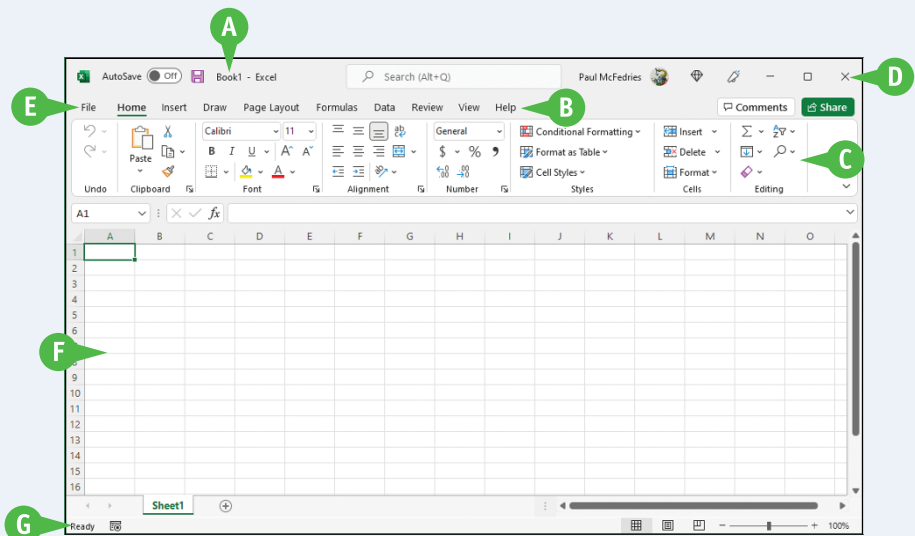 A
AutoSave Off Book1 - Excel Search (Alt+Q) Paul McFedries D
E File Home Insert Draw Page Layout Formulas Data Review View Help B Comments Share
Calibri 11 ab General Conditional Formatting Insert Σ
Paste B I U A A $ % , Format as Table Delete C
A Cell Styles Format
Undo Clipboard Font Alignment Number Styles Cells Editing
A1 fx
A B C D E F G H I J K L M N O
1
2
3
4
5
6
F
8
9
10
11
12
13
14
15
16
Sheet1
G Ready 100%